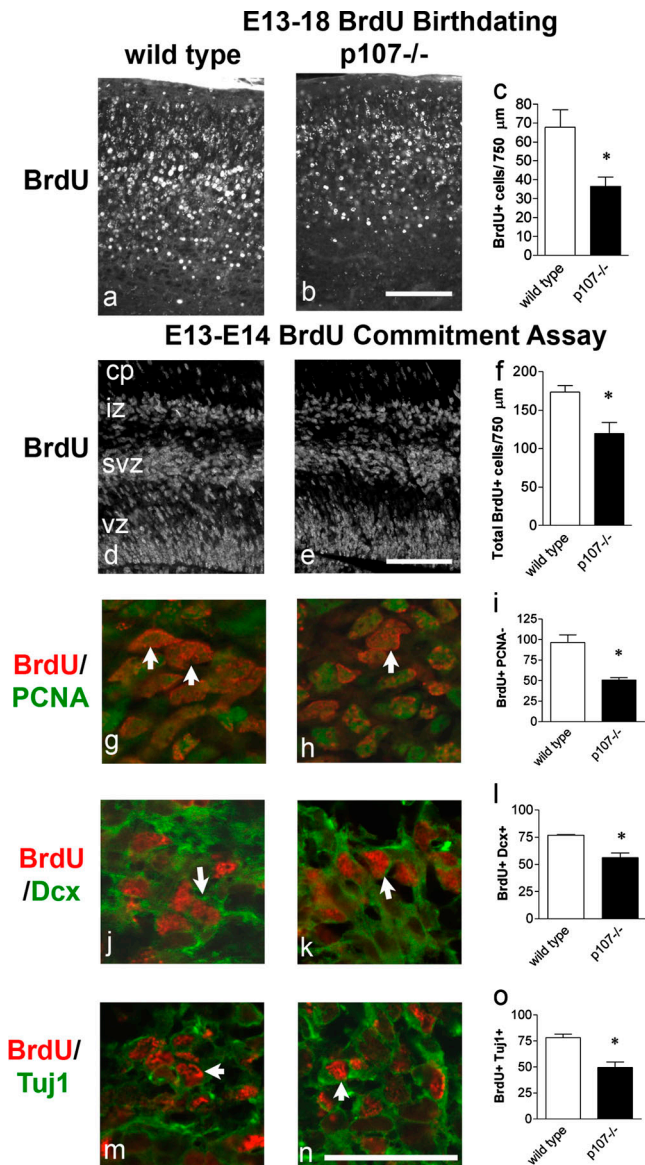 E13-18 BrdU Birthdating
wild type
p107-/-
BrdU
a
b
c
BrdU+ cells/ 750 µm
80
70
60
50
40
30
20
10
0
*
wild type
p107-/-
E13-E14 BrdU Commitment Assay
BrdU
cp
iz
svz
vz
d
e
f
Total BrdU+ cells/750 µm
200
150
100
50
0
*
wild type
p107-/-
BrdU/
PCNA
g
h
i
BrdU+ PCNA-
125
100
75
50
25
0
*
wild type
p107-/-
BrdU
/Dcx
j
k
l
BrdU+ Dcx+
100
75
50
25
0
*
wild type
p107-/-
BrdU/
Tuj1
m
n
o
BrdU+ Tuj1+
100
75
50
25
0
*
wild type
p107-/-